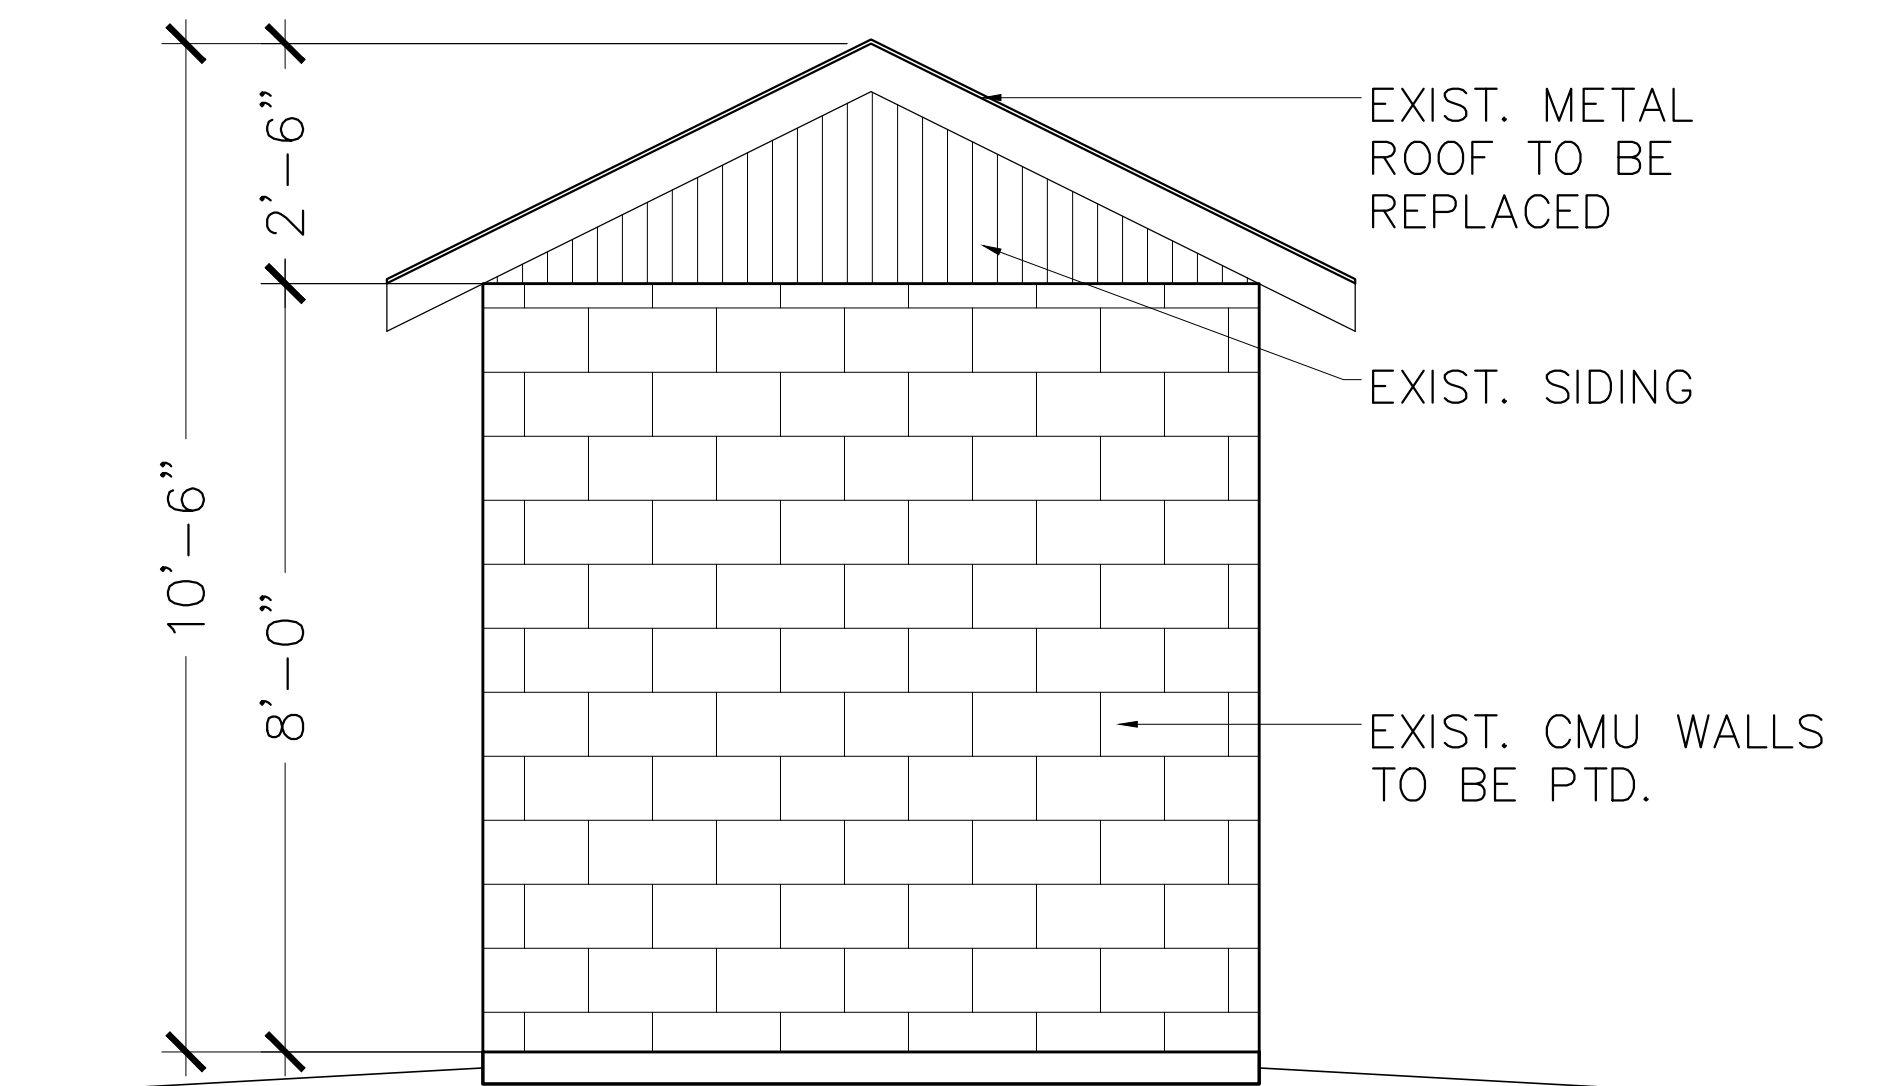 2'-6"
10'-6"
8'-0"
EXIST. METAL
ROOF TO BE
REPLACED
EXIST. SIDING
EXIST. CMU WALLS
TO BE PTD.